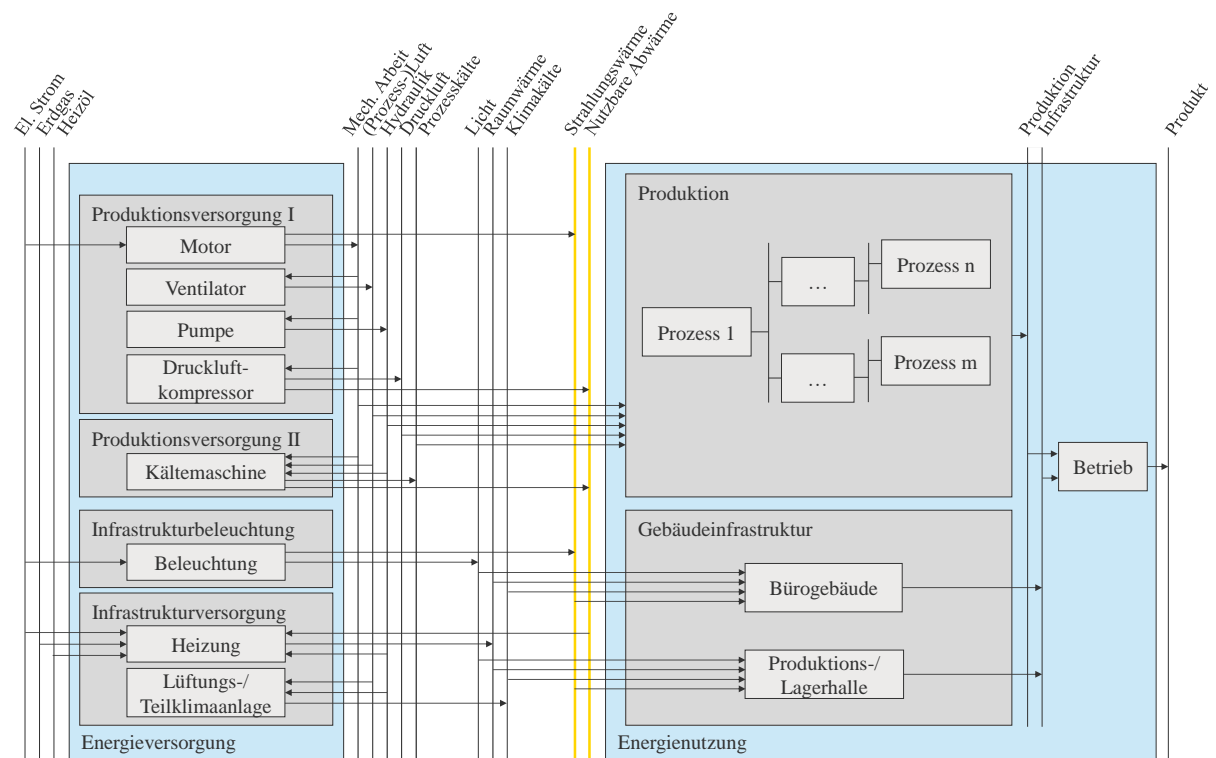 El. Strom
Erdgas
Heizöl
Mech. Arbeit
(Prozess-)Luft
Hydraulik
Druckluft
Prozesskälte
Licht
Raumwärme
Klimakälte
Strahlungswärme
Nutzbare Abwärme
Produktion
Infrastruktur
Produkt
Produktionsversorgung I
Motor
Ventilator
Pumpe
Druckluft-
kompressor
Produktionsversorgung II
Kältemaschine
Infrastrukturbeleuchtung
Beleuchtung
Infrastrukturversorgung
Heizung
Lüftungs-/
Teilklimaanlage
Energieversorgung
Produktion
Prozess 1
…
…
Prozess n
Prozess m
Gebäudeinfrastruktur
Bürogebäude
Produktions-/
Lagerhalle
Energienutzung
Betrieb